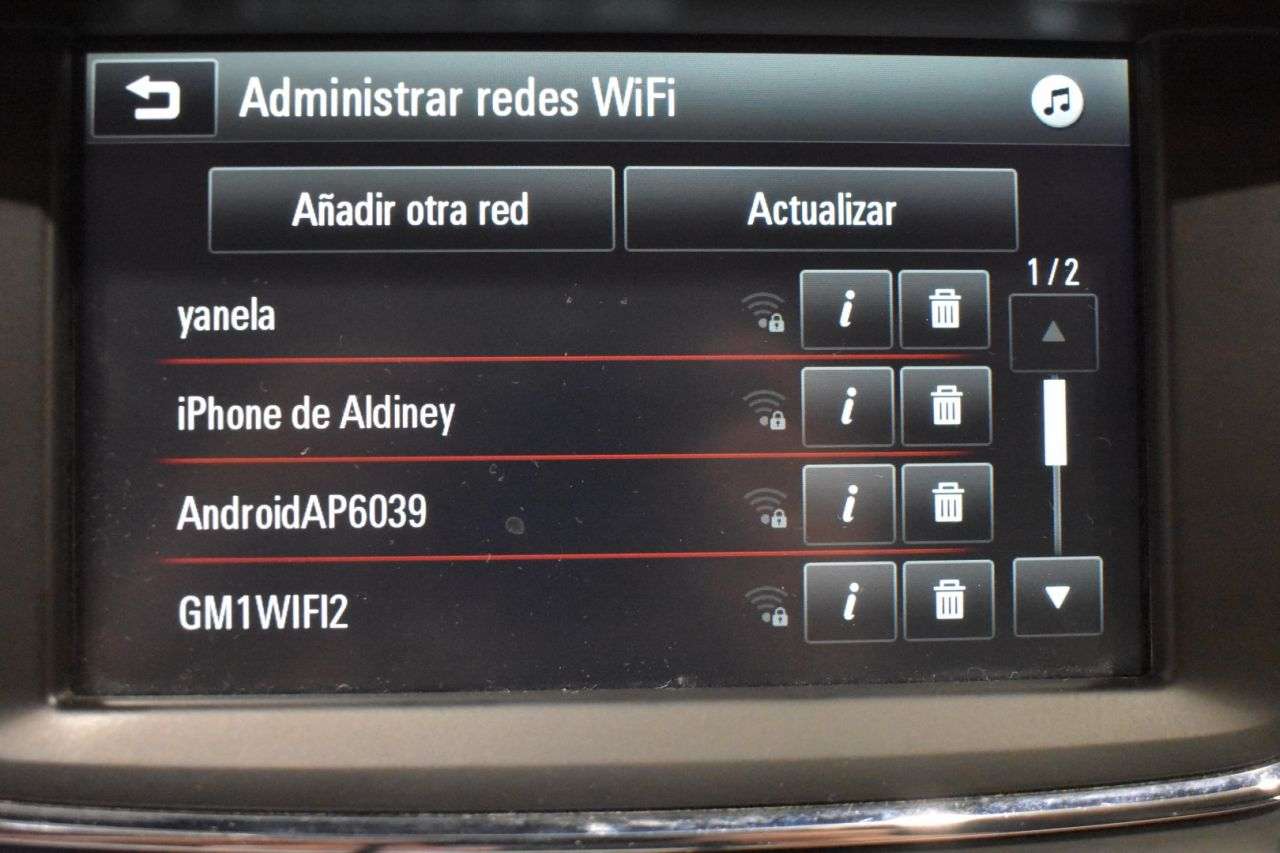 Administrar redes WiFi
Añadir otra red
Actualizar
1/2
yanela
i
iPhone de Aldiney
i
AndroidAP6039
i
GM1WIFI2
i